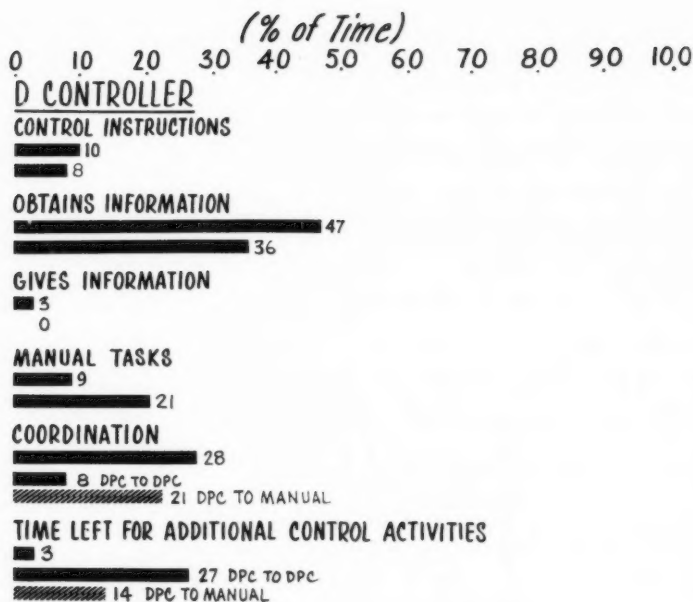 (% of Time)
0 10 20 30 40 50 60 70 80 90 100
D CONTROLLER
CONTROL INSTRUCTIONS
10
8
OBTAINS INFORMATION
47
36
GIVES INFORMATION
3
0
MANUAL TASKS
9
21
COORDINATION
28
8 DPC TO DPC
21 DPC TO MANUAL
TIME LEFT FOR ADDITIONAL CONTROL ACTIVITIES
3
27 DPC TO DPC
14 DPC TO MANUAL